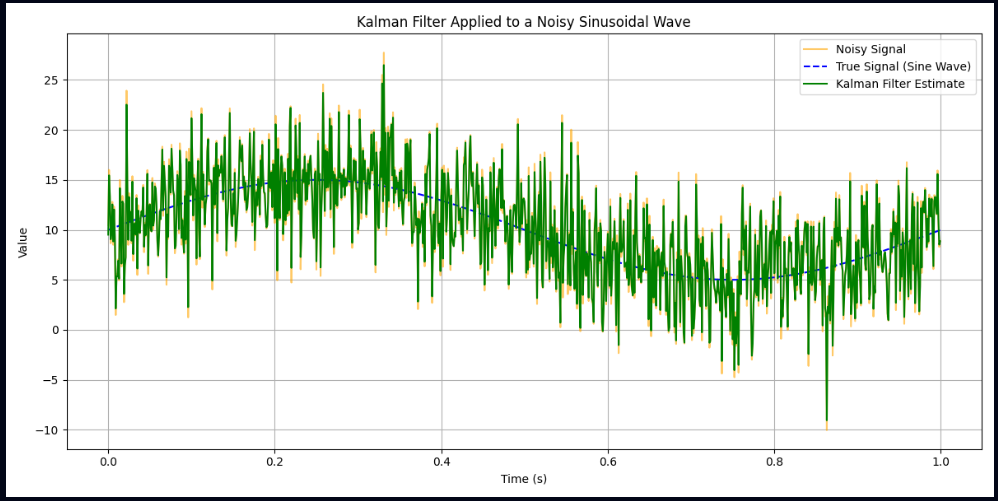 Kalman Filter Applied to a Noisy Sinusoidal Wave
Noisy Signal
True Signal (Sine Wave)
Kalman Filter Estimate
Value
25
20
15
10
5
0
−5
−10
0.0 0.2 0.4 0.6 0.8 1.0
Time (s)